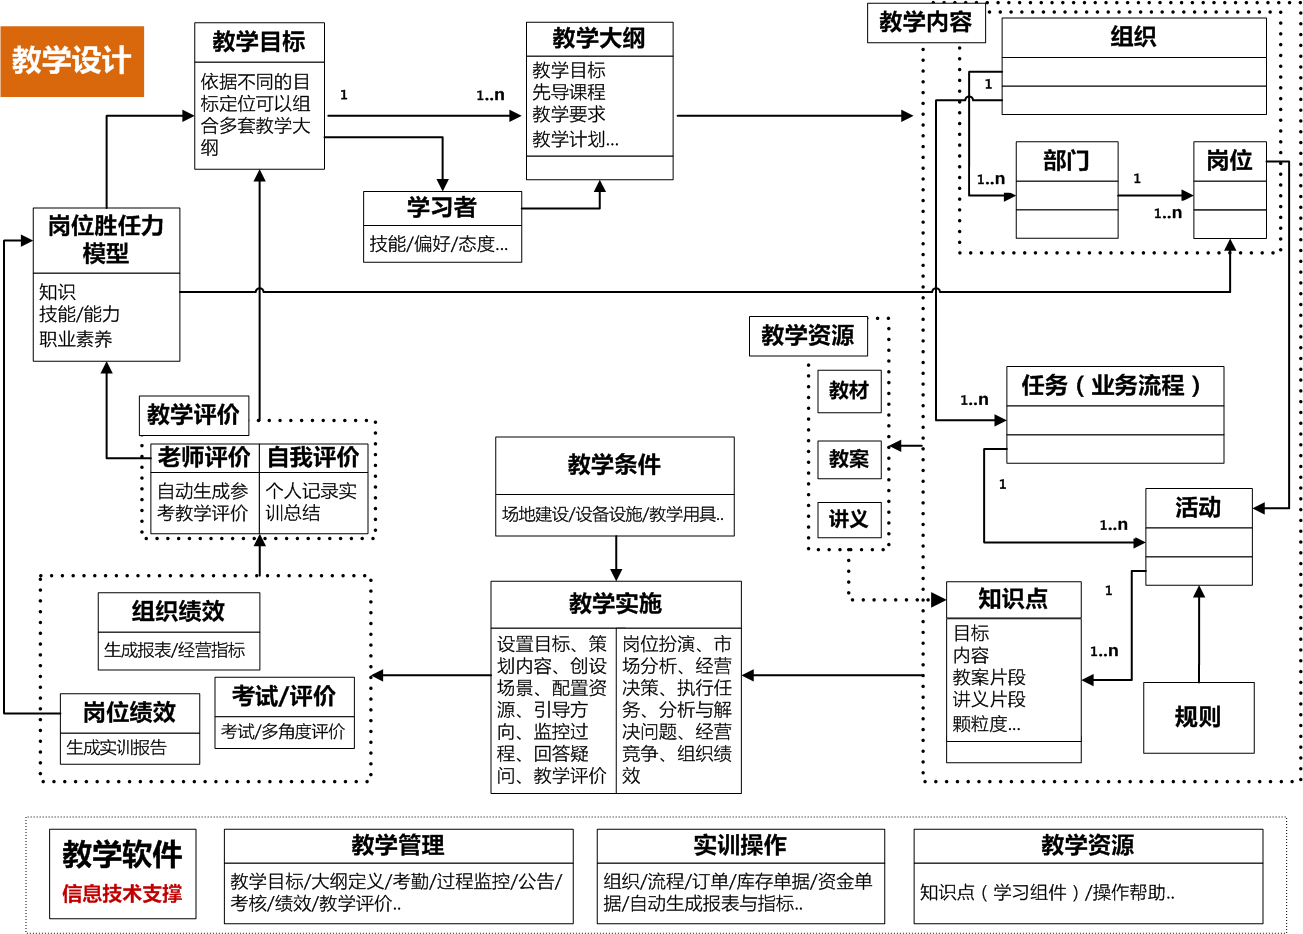 教学设计
教学目标
依据不同的目
标定位可以组
合多套教学大
纲
1
1..n
教学大纲
教学目标
先导课程
教学要求
教学计划...
学习者
技能/偏好/态度...
教学内容
组织
1
1..n
部门
1
1..n
岗位
岗位胜任力
模型
知识
技能/能力
职业素养
教学资源
教材
教案
讲义
1..n
任务（业务流程）
1
1..n
活动
1
1..n
知识点
目标
内容
教案片段
讲义片段
颗粒度...
规则
教学评价
老师评价
自动生成参
考教学评价
自我评价
个人记录实
训总结
教学条件
场地建设/设备设施/教学用具..
教学实施
设置目标、策
划内容、创设
场景、配置资
源、引导方
向、监控过
程、回答疑
问、教学评价
岗位扮演、市
场分析、经营
决策、执行任
务、分析与解
决问题、经营
竞争、组织绩
效
组织绩效
生成报表/经营指标
考试/评价
考试/多角度评价
岗位绩效
生成实训报告
教学软件
信息技术支撑
教学管理
教学目标/大纲定义/考勤/过程监控/公告/
考核/绩效/教学评价..
实训操作
组织/流程/订单/库存单据/资金单
据/自动生成报表与指标..
教学资源
知识点（学习组件）/操作帮助..